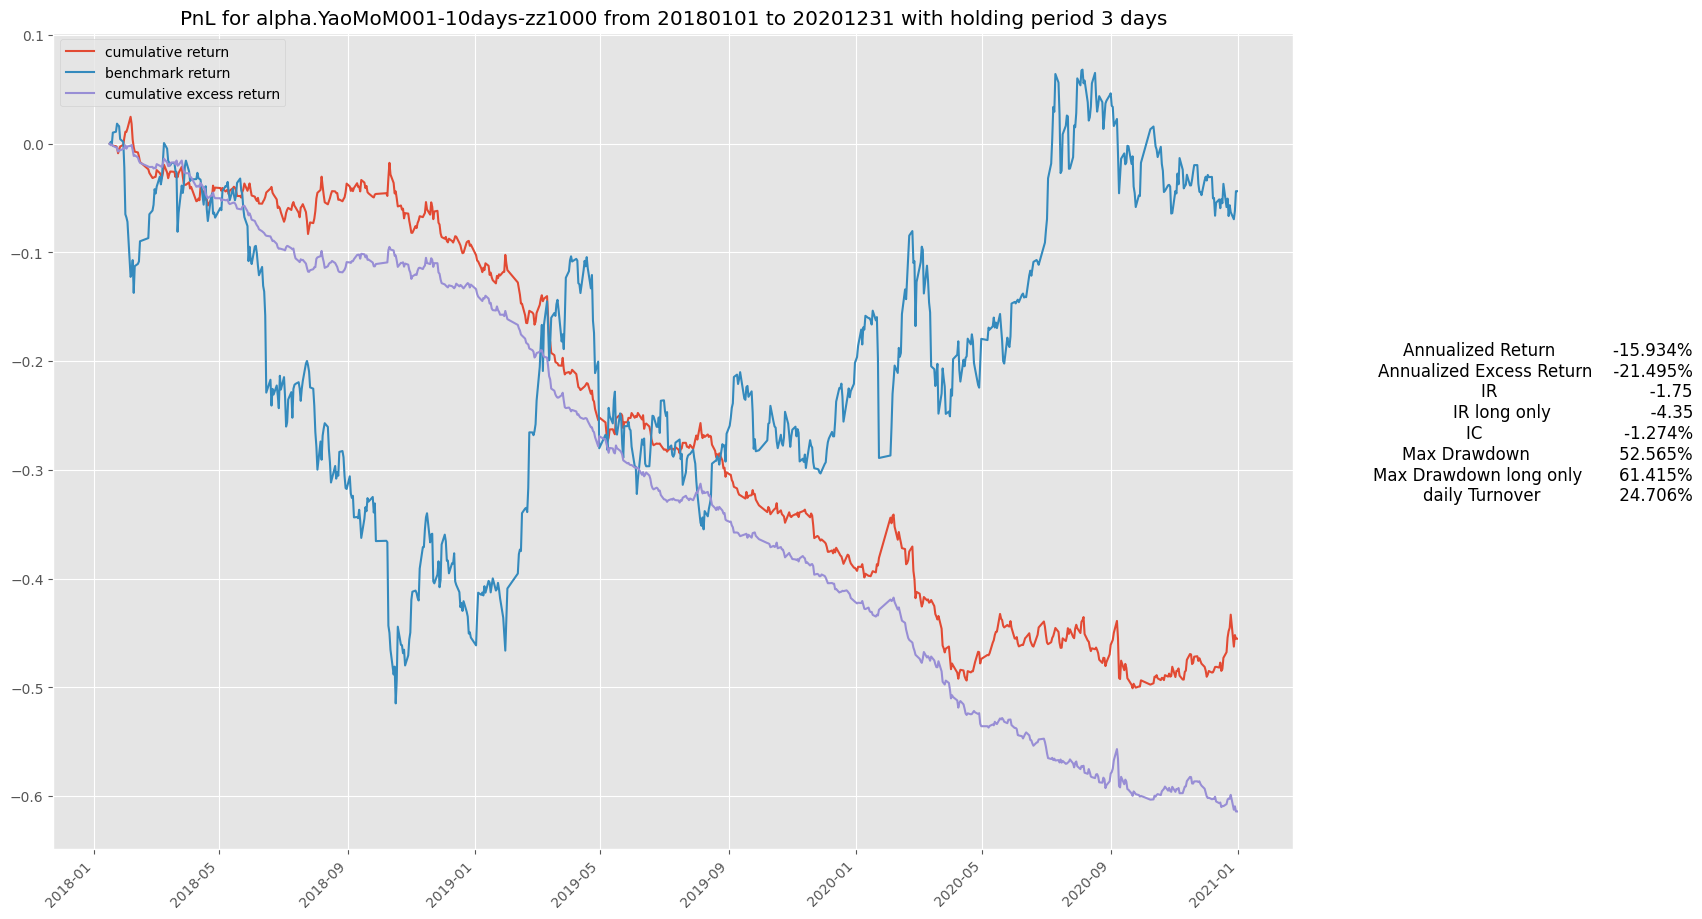 PnL for alpha.YaoMoM001-10days-zz1000 from 20180101 to 20201231 with holding period 3 days
cumulative return
benchmark return
cumulative excess return
0.1
0.0
−0.1
−0.2
−0.3
−0.4
−0.5
−0.6
2018-01
2018-05
2018-09
2019-01
2019-05
2019-09
2020-01
2020-05
2020-09
2021-01
Annualized Return -15.934%
Annualized Excess Return -21.495%
IR -1.75
IR long only -4.35
IC -1.274%
Max Drawdown 52.565%
Max Drawdown long only 61.415%
daily Turnover 24.706%